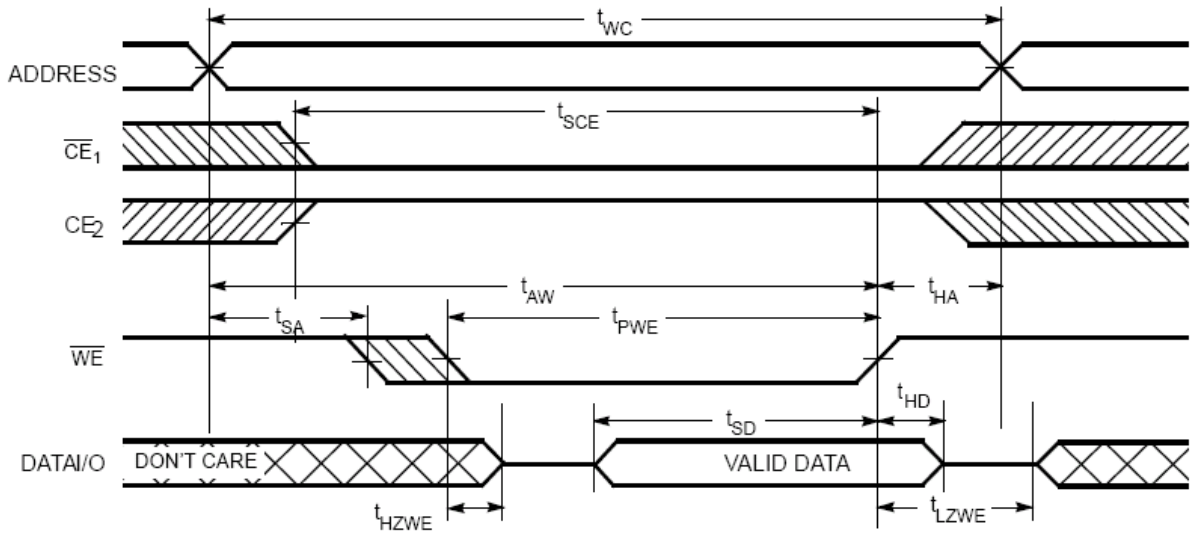 tWC
ADDRESS
tSCE
CE1
CE2
tAW
tHA
tSA
tPWE
WE
tHD
tSD
DATAI/O
DON'T CARE
VALID DATA
tHZWE
tLZWE